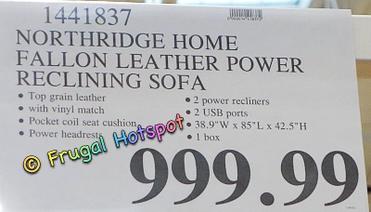 1441837
NORTHRIDGE HOME
FALLON LEATHER POWER
RECLINING SOFA
• Top grain leather
• with vinyl match
• Pocket coil seat cushion
• Power headrests
• 2 power recliners
• 2 USB ports
• 38.9"W x 85"L x 42.5"H
• 1 box
© Frugal Hotspot
999.99